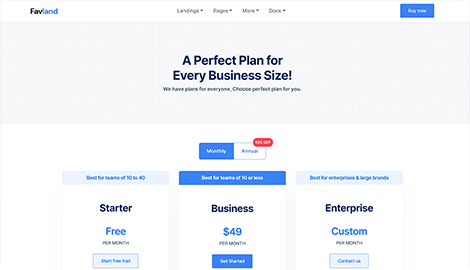 Favland
Landings Pages More Docs
Buy now
A Perfect Plan for
Every Business Size!
We have plans for everyone, Choose perfect plan for you.
Monthly Annual
Best for teams of 10 to 40
Starter
Free
PER MONTH
Start free trail
Best for teams of 10 or less
Business
$49
PER MONTH
Get Started
Best for enterprises & large brands
Enterprise
Custom
PER MONTH
Contact us